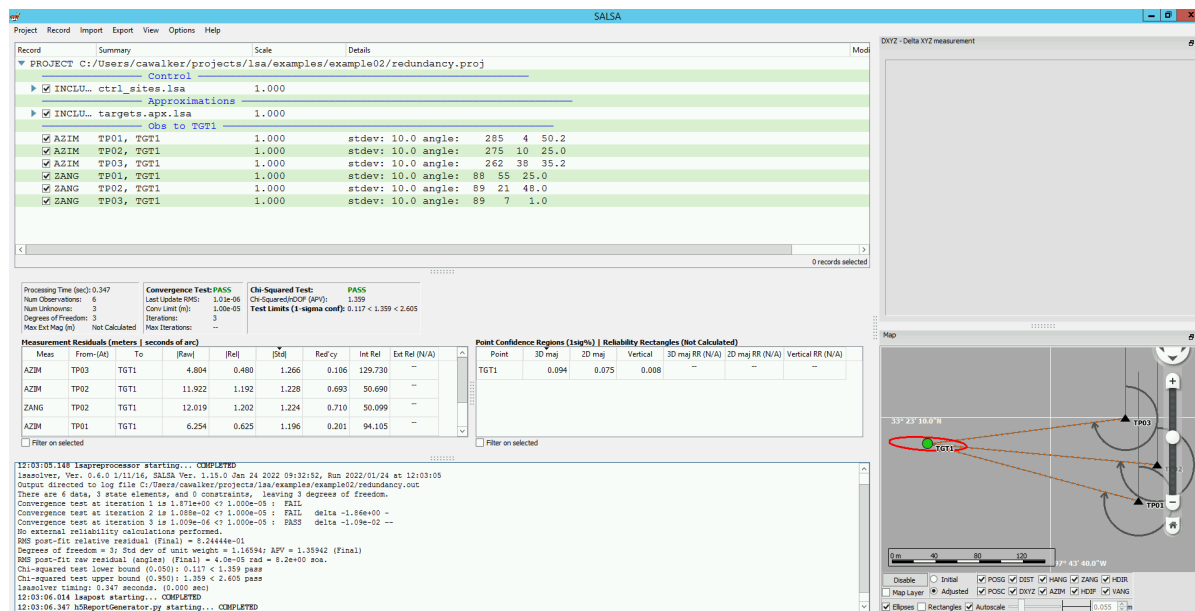 SALSA
Project Record Import Export View Options Help
Record Summary Scale Details Modi
PROJECT C:/Users/cawalker/projects/lsa/examples/example02/redundancy.proj
Control
INCLU... ctrl_sites.lsa 1.000
Approximations
INCLU... targets.apx.lsa 1.000
Obs to TGT1
AZIM TP01, TGT1 1.000 stdev: 10.0 angle: 285 4 50.2
AZIM TP02, TGT1 1.000 stdev: 10.0 angle: 275 10 25.0
AZIM TP03, TGT1 1.000 stdev: 10.0 angle: 262 38 35.2
ZANG TP01, TGT1 1.000 stdev: 10.0 angle: 88 55 25.0
ZANG TP02, TGT1 1.000 stdev: 10.0 angle: 89 21 48.0
ZANG TP03, TGT1 1.000 stdev: 10.0 angle: 89 7 1.0
0 records selected
Processing Time (sec): 0.347
Num Observations: 6
Num Unknowns: 3
Degrees of Freedom: 3
Max Ext Mag (m) Not Calculated
Convergence Test: PASS
Last Update RMS: 1.01e-06
Conv Limit (m): 1.00e-05
Iterations: 3
Max Iterations: --
Chi-Squared Test: PASS
Chi-Squared/nDOF (APV): 1.359
Test Limits (1-sigma conf): 0.117 < 1.359 < 2.605
Measurement Residuals (meters | seconds of arc)
Meas From-(At) To |Raw| |Rel| |Std| Red'cy Int Rel Ext Rel (N/A)
AZIM TP03 TGT1 4.804 0.480 1.266 0.106 129.730 --
AZIM TP02 TGT1 11.922 1.192 1.228 0.693 50.690 --
ZANG TP02 TGT1 12.019 1.202 1.224 0.710 50.099 --
AZIM TP01 TGT1 6.254 0.625 1.196 0.201 94.105 --
Filter on selected
Point Confidence Regions (1sig%) | Reliability Rectangles (Not Calculated)
Point 3D maj 2D maj Vertical 3D maj RR (N/A) 2D maj RR (N/A) Vertical RR (N/A)
TGT1 0.094 0.075 0.008 -- -- --
Filter on selected
12:03:05.148 lsapreprocessor starting... COMPLETED
lsasolver, Ver. 0.6.0 1/11/16, SALSA Ver. 1.15.0 Jan 24 2022 09:32:52, Run 2022/01/24 at 12:03:05
Output directed to log file C:/Users/cawalker/projects/lsa/examples/example02/redundancy.out
There are 6 data, 3 state elements, and 0 constraints, leaving 3 degrees of freedom.
Convergence test at iteration 1 is 1.871e+00 <? 1.000e-05 : FAIL
Convergence test at iteration 2 is 1.088e-02 <? 1.000e-05 : FAIL delta -1.86e+00 -
Convergence test at iteration 3 is 1.009e-06 <? 1.000e-05 : PASS delta -1.09e-02 --
No external reliability calculations performed.
RMS post-fit relative residual (Final) = 8.24444e-01
Degrees of freedom = 3; Std dev of unit weight = 1.16594; APV = 1.35942 (Final)
RMS post-fit raw residual (angles) (Final) = 4.0e-05 rad = 8.2e+00 soa.
Chi-squared test lower bound (0.050): 0.117 < 1.359 pass
Chi-squared test upper bound (0.950): 1.359 < 2.605 pass
lsasolver timing: 0.347 seconds. (0.000 sec)
12:03:06.014 lsapost starting... COMPLETED
12:03:06.347 h5ReportGenerator.py starting... COMPLETED
DXYZ - Delta XYZ measurement
Map
33° 23' 10.0"N
TGT1
TP03
TP02
TP01
0 m 40 80 120
97° 43' 40.0"W
Disable Initial POSG DIST HANG ZANG HDIR
Map Layer Adjusted POSC DXYZ AZIM HDIF VANG
Ellipses Rectangles Autoscale 0.055 m